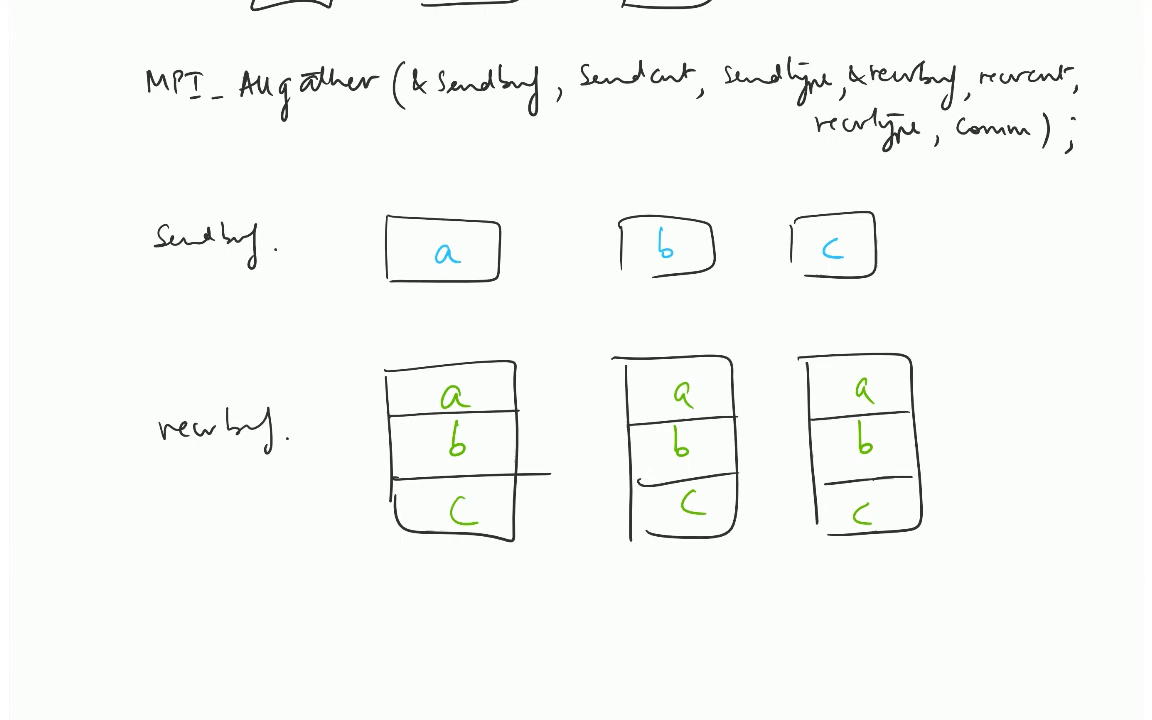 MPI_Allgather (& sendbuf, sendcnt, sendtype, & recvbuf, recvcnt,
recvtype, comm);
sendbuf. a b c
a a a
recvbuf. b b b
c c c